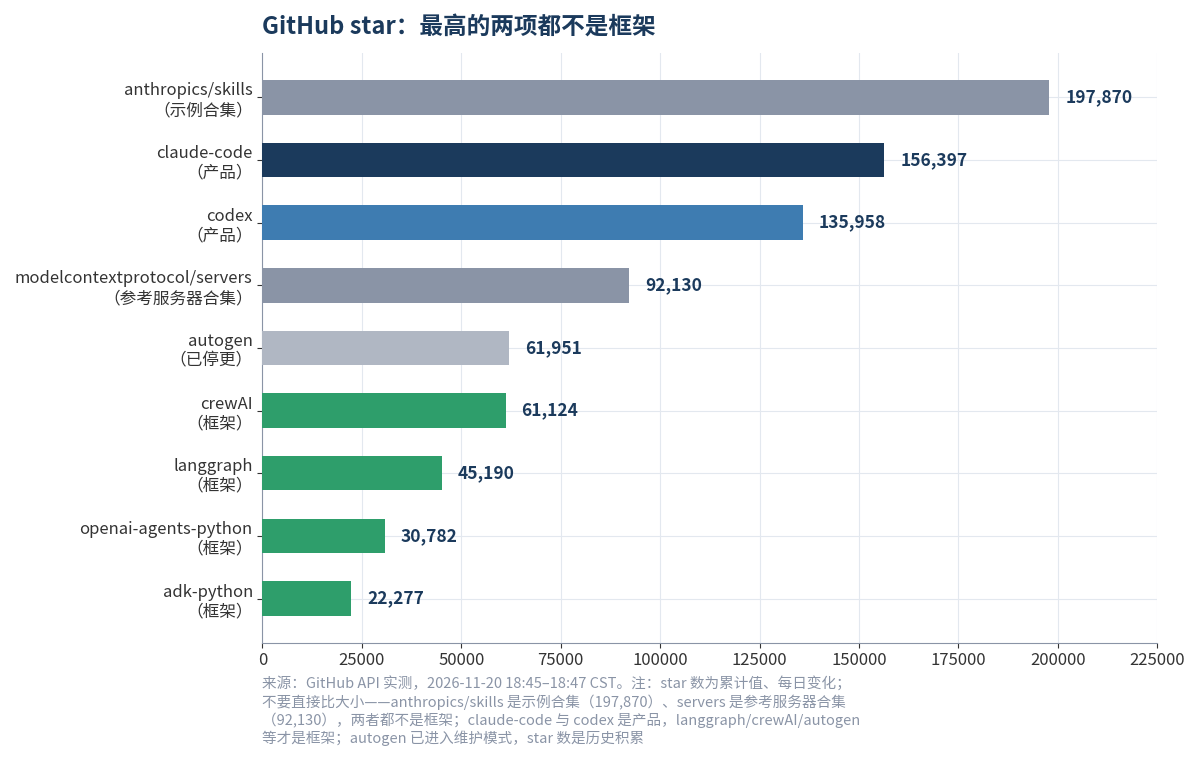 GitHub star：最高的两项都不是框架
anthropics/skills
（示例合集）
197,870
claude-code
（产品）
156,397
codex
（产品）
135,958
modelcontextprotocol/servers
（参考服务器合集）
92,130
autogen
（已停更）
61,951
crewAI
（框架）
61,124
langgraph
（框架）
45,190
openai-agents-python
（框架）
30,782
adk-python
（框架）
22,277
0 25000 50000 75000 100000 125000 150000 175000 200000 225000
来源：GitHub API 实测，2026-11-20 18:45–18:47 CST。注：star 数为累计值、每日变化；
不要直接比大小——anthropics/skills 是示例合集（197,870）、servers 是参考服务器合集
（92,130），两者都不是框架；claude-code 与 codex 是产品，langgraph/crewAI/autogen
等才是框架；autogen 已进入维护模式，star 数是历史积累